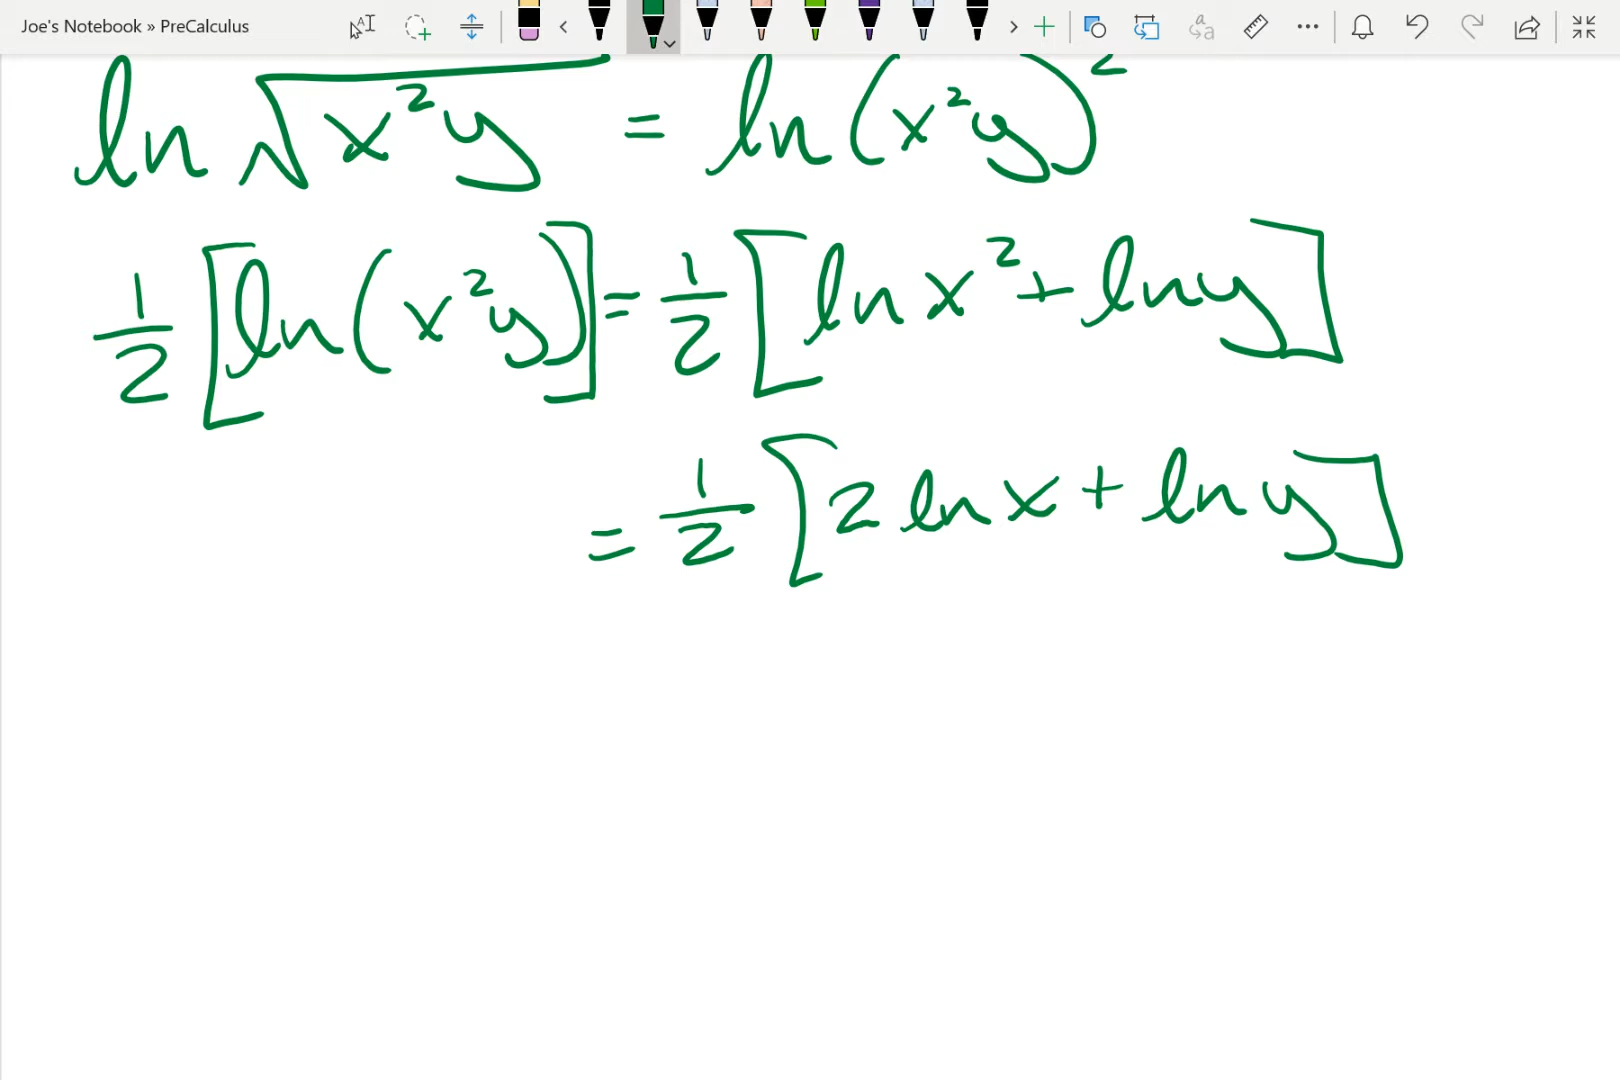 Joe's Notebook » PreCalculus
ln √(x²y) = ln(x²y)²
1/2 [ln(x²y)] = 1/2 [ln x² + ln y]
= 1/2 [2 ln x + ln y]